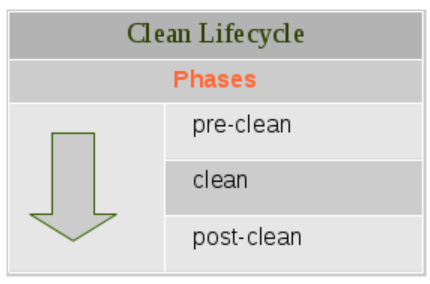 Clean Lifecycle
Phases
pre-clean
clean
post-clean